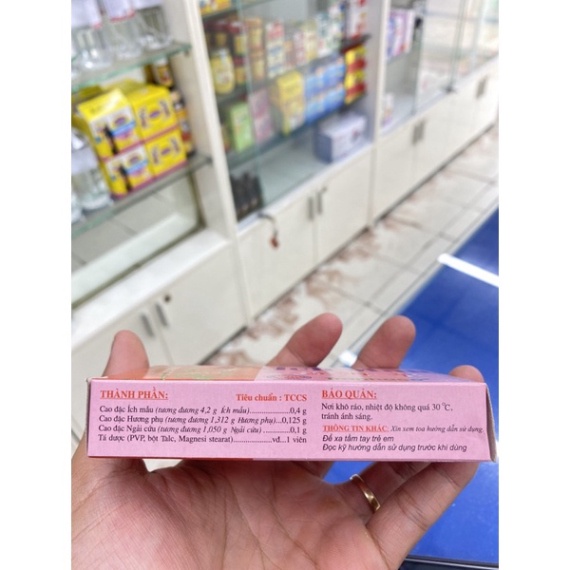 THÀNH PHẦN: Tiêu chuẩn : TCCS
Cao đặc Ích mẫu (tương đương 4,2 g Ích mẫu)..............0,4 g
Cao đặc Hương phụ (tương đương 1,312 g Hương phụ)...0,125 g
Cao đặc Ngải cứu (tương đương 1,050 g Ngải cứu)..........0,1 g
Tá dược (PVP, bột Talc, Magnesi stearat)..............vđ...1 viên
BẢO QUẢN:
Nơi khô ráo, nhiệt độ không quá 30 °C,
tránh ánh sáng.
THÔNG TIN KHÁC: Xin xem toa hướng dẫn sử dụng
Để xa tầm tay trẻ em
Đọc kỹ hướng dẫn sử dụng trước khi dùng